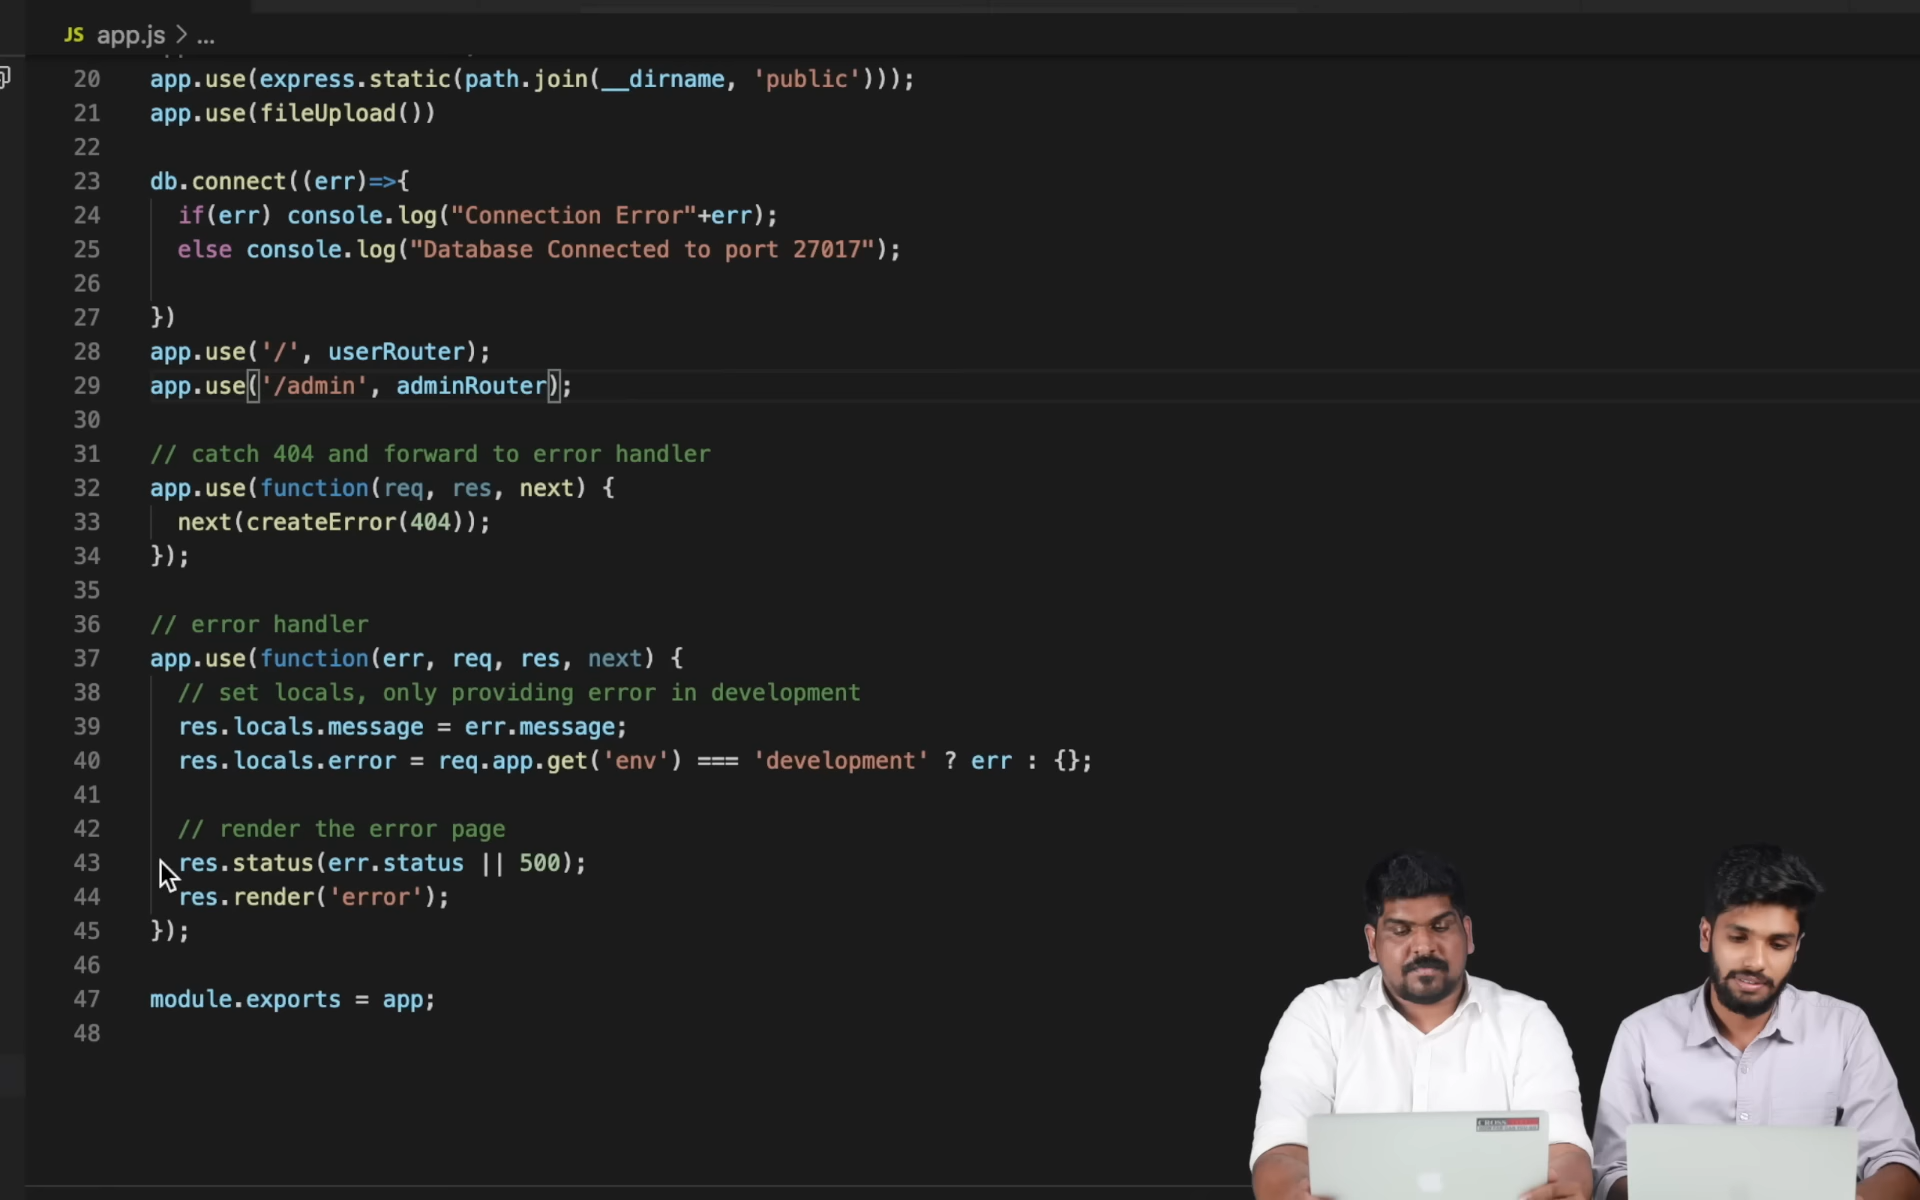 JS app.js > ...
20 app.use(express.static(path.join(__dirname, 'public')));
21 app.use(fileUpload())
22
23 db.connect((err)=>{
24 if(err) console.log("Connection Error"+err);
25 else console.log("Database Connected to port 27017");
26
27 })
28 app.use('/', userRouter);
29 app.use('/admin', adminRouter);
30
31 // catch 404 and forward to error handler
32 app.use(function(req, res, next) {
33 next(createError(404));
34 });
35
36 // error handler
37 app.use(function(err, req, res, next) {
38 // set locals, only providing error in development
39 res.locals.message = err.message;
40 res.locals.error = req.app.get('env') === 'development' ? err : {};
41
42 // render the error page
43 res.status(err.status || 500);
44 res.render('error');
45 });
46
47 module.exports = app;
48